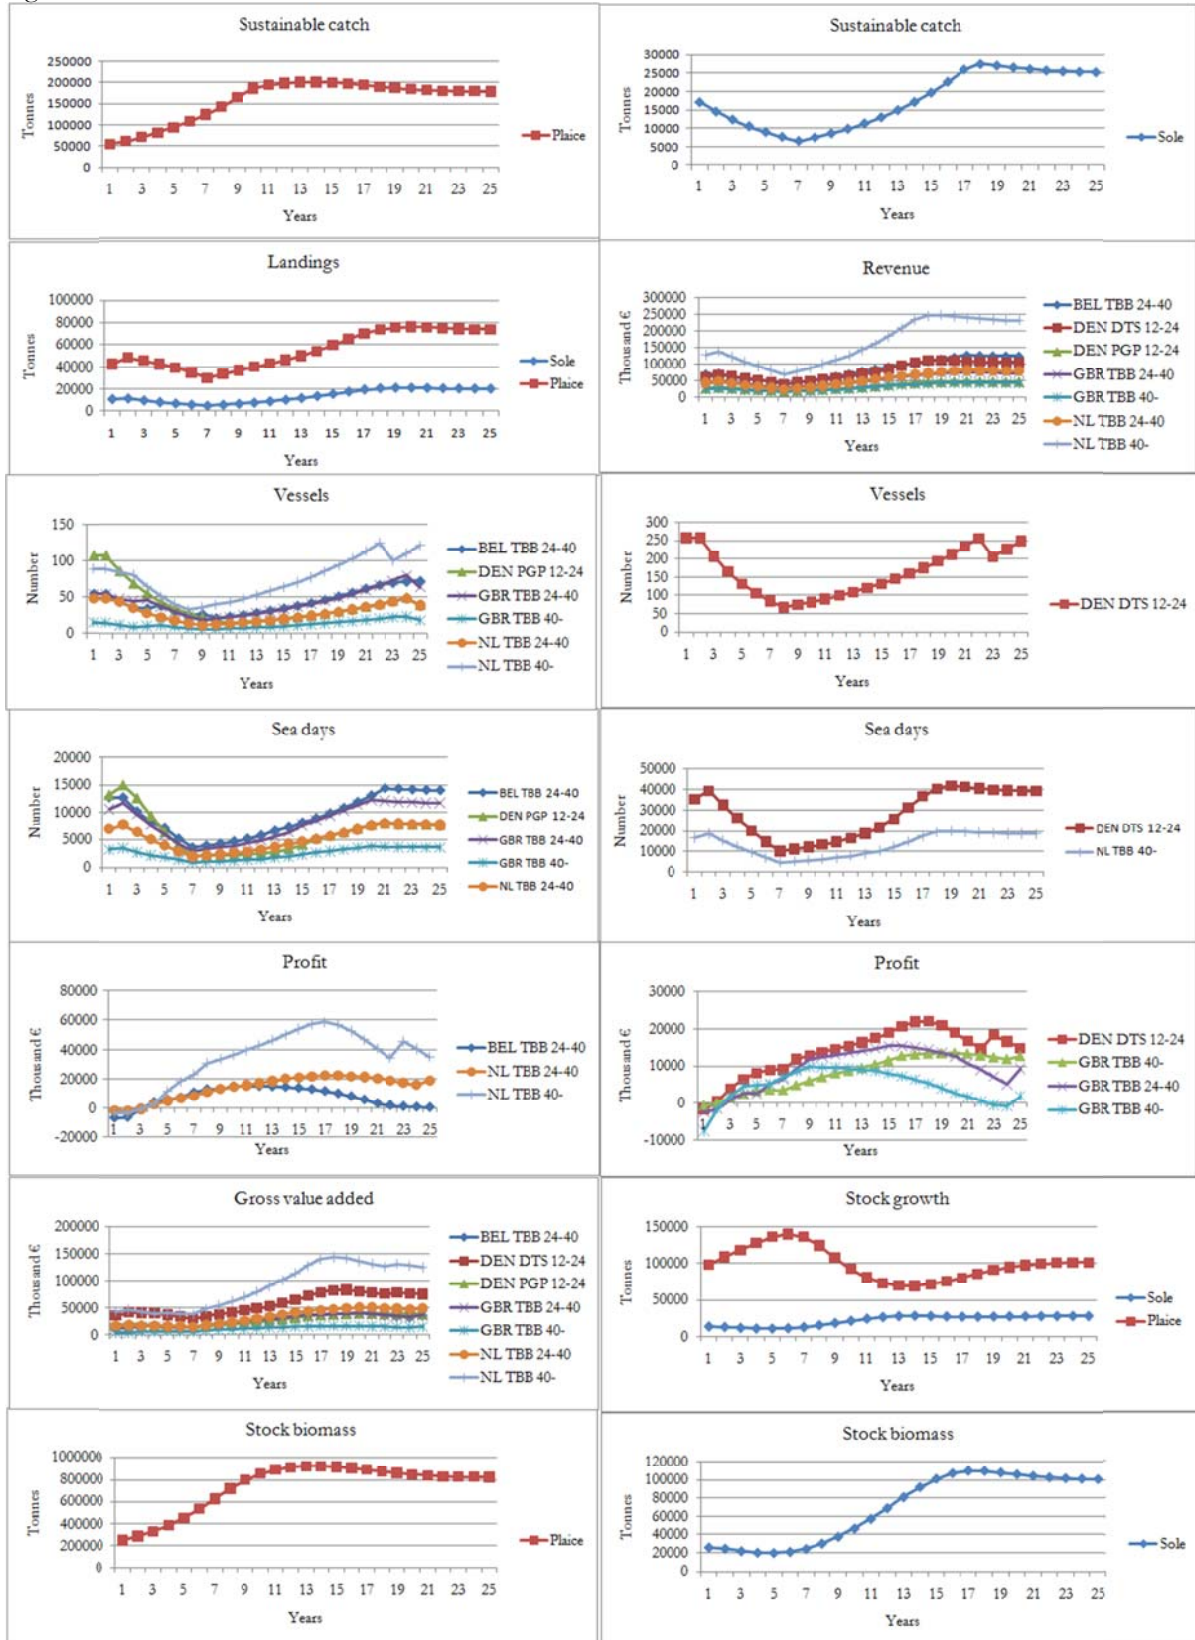 Sustainable catch
250000
200000
150000
100000
50000
0
Tonnes
1 3 5 7 9 11 13 15 17 19 21 23 25
Years
Plaice
Sustainable catch
30000
25000
20000
15000
10000
5000
0
Tonnes
1 3 5 7 9 11 13 15 17 19 21 23 25
Years
Sole
Landings
100000
80000
60000
40000
20000
0
Tonnes
1 3 5 7 9 11 13 15 17 19 21 23 25
Years
Sole
Plaice
Revenue
300000
250000
200000
150000
100000
50000
0
Thousand €
1 3 5 7 9 11 13 15 17 19 21 23 25
Years
BEL TBB 24-40
DEN DTS 12-24
DEN PGP 12-24
GBR TBB 24-40
GBR TBB 40-
NL TBB 24-40
NL TBB 40-
Vessels
150
100
50
0
Number
1 3 5 7 9 11 13 15 17 19 21 23 25
Years
BEL TBB 24-40
DEN PGP 12-24
GBR TBB 24-40
GBR TBB 40-
NL TBB 24-40
NL TBB 40-
Vessels
300
250
200
150
100
50
0
Number
1 3 5 7 9 11 13 15 17 19 21 23 25
Years
DEN DTS 12-24
Sea days
20000
15000
10000
5000
0
Number
1 3 5 7 9 11 13 15 17 19 21 23 25
Years
BEL TBB 24-40
DEN PGP 12-24
GBR TBB 24-40
GBR TBB 40-
NL TBB 24-40
Sea days
50000
40000
30000
20000
10000
0
Number
1 3 5 7 9 11 13 15 17 19 21 23 25
Years
DEN DTS 12-24
NL TBB 40-
Profit
80000
60000
40000
20000
0
-20000
Thousand €
1 3 5 7 9 11 13 15 17 19 21 23 25
Years
BEL TBB 24-40
NL TBB 24-40
NL TBB 40-
Profit
30000
20000
10000
0
-10000
Thousand €
1 3 5 7 9 11 13 15 17 19 21 23 25
Years
DEN DTS 12-24
GBR TBB 40-
GBR TBB 24-40
GBR TBB 40-
Gross value added
200000
150000
100000
50000
0
Thousand €
1 3 5 7 9 11 13 15 17 19 21 23 25
Years
BEL TBB 24-40
DEN DTS 12-24
DEN PGP 12-24
GBR TBB 24-40
GBR TBB 40-
NL TBB 24-40
NL TBB 40-
Stock growth
150000
100000
50000
0
Tonnes
1 3 5 7 9 11 13 15 17 19 21 23 25
Years
Sole
Plaice
Stock biomass
1000000
800000
600000
400000
200000
0
Tonnes
1 3 5 7 9 11 13 15 17 19 21 23 25
Years
Plaice
Stock biomass
120000
100000
80000
60000
40000
20000
0
Tonnes
1 3 5 7 9 11 13 15 17 19 21 23 25
Years
Sole